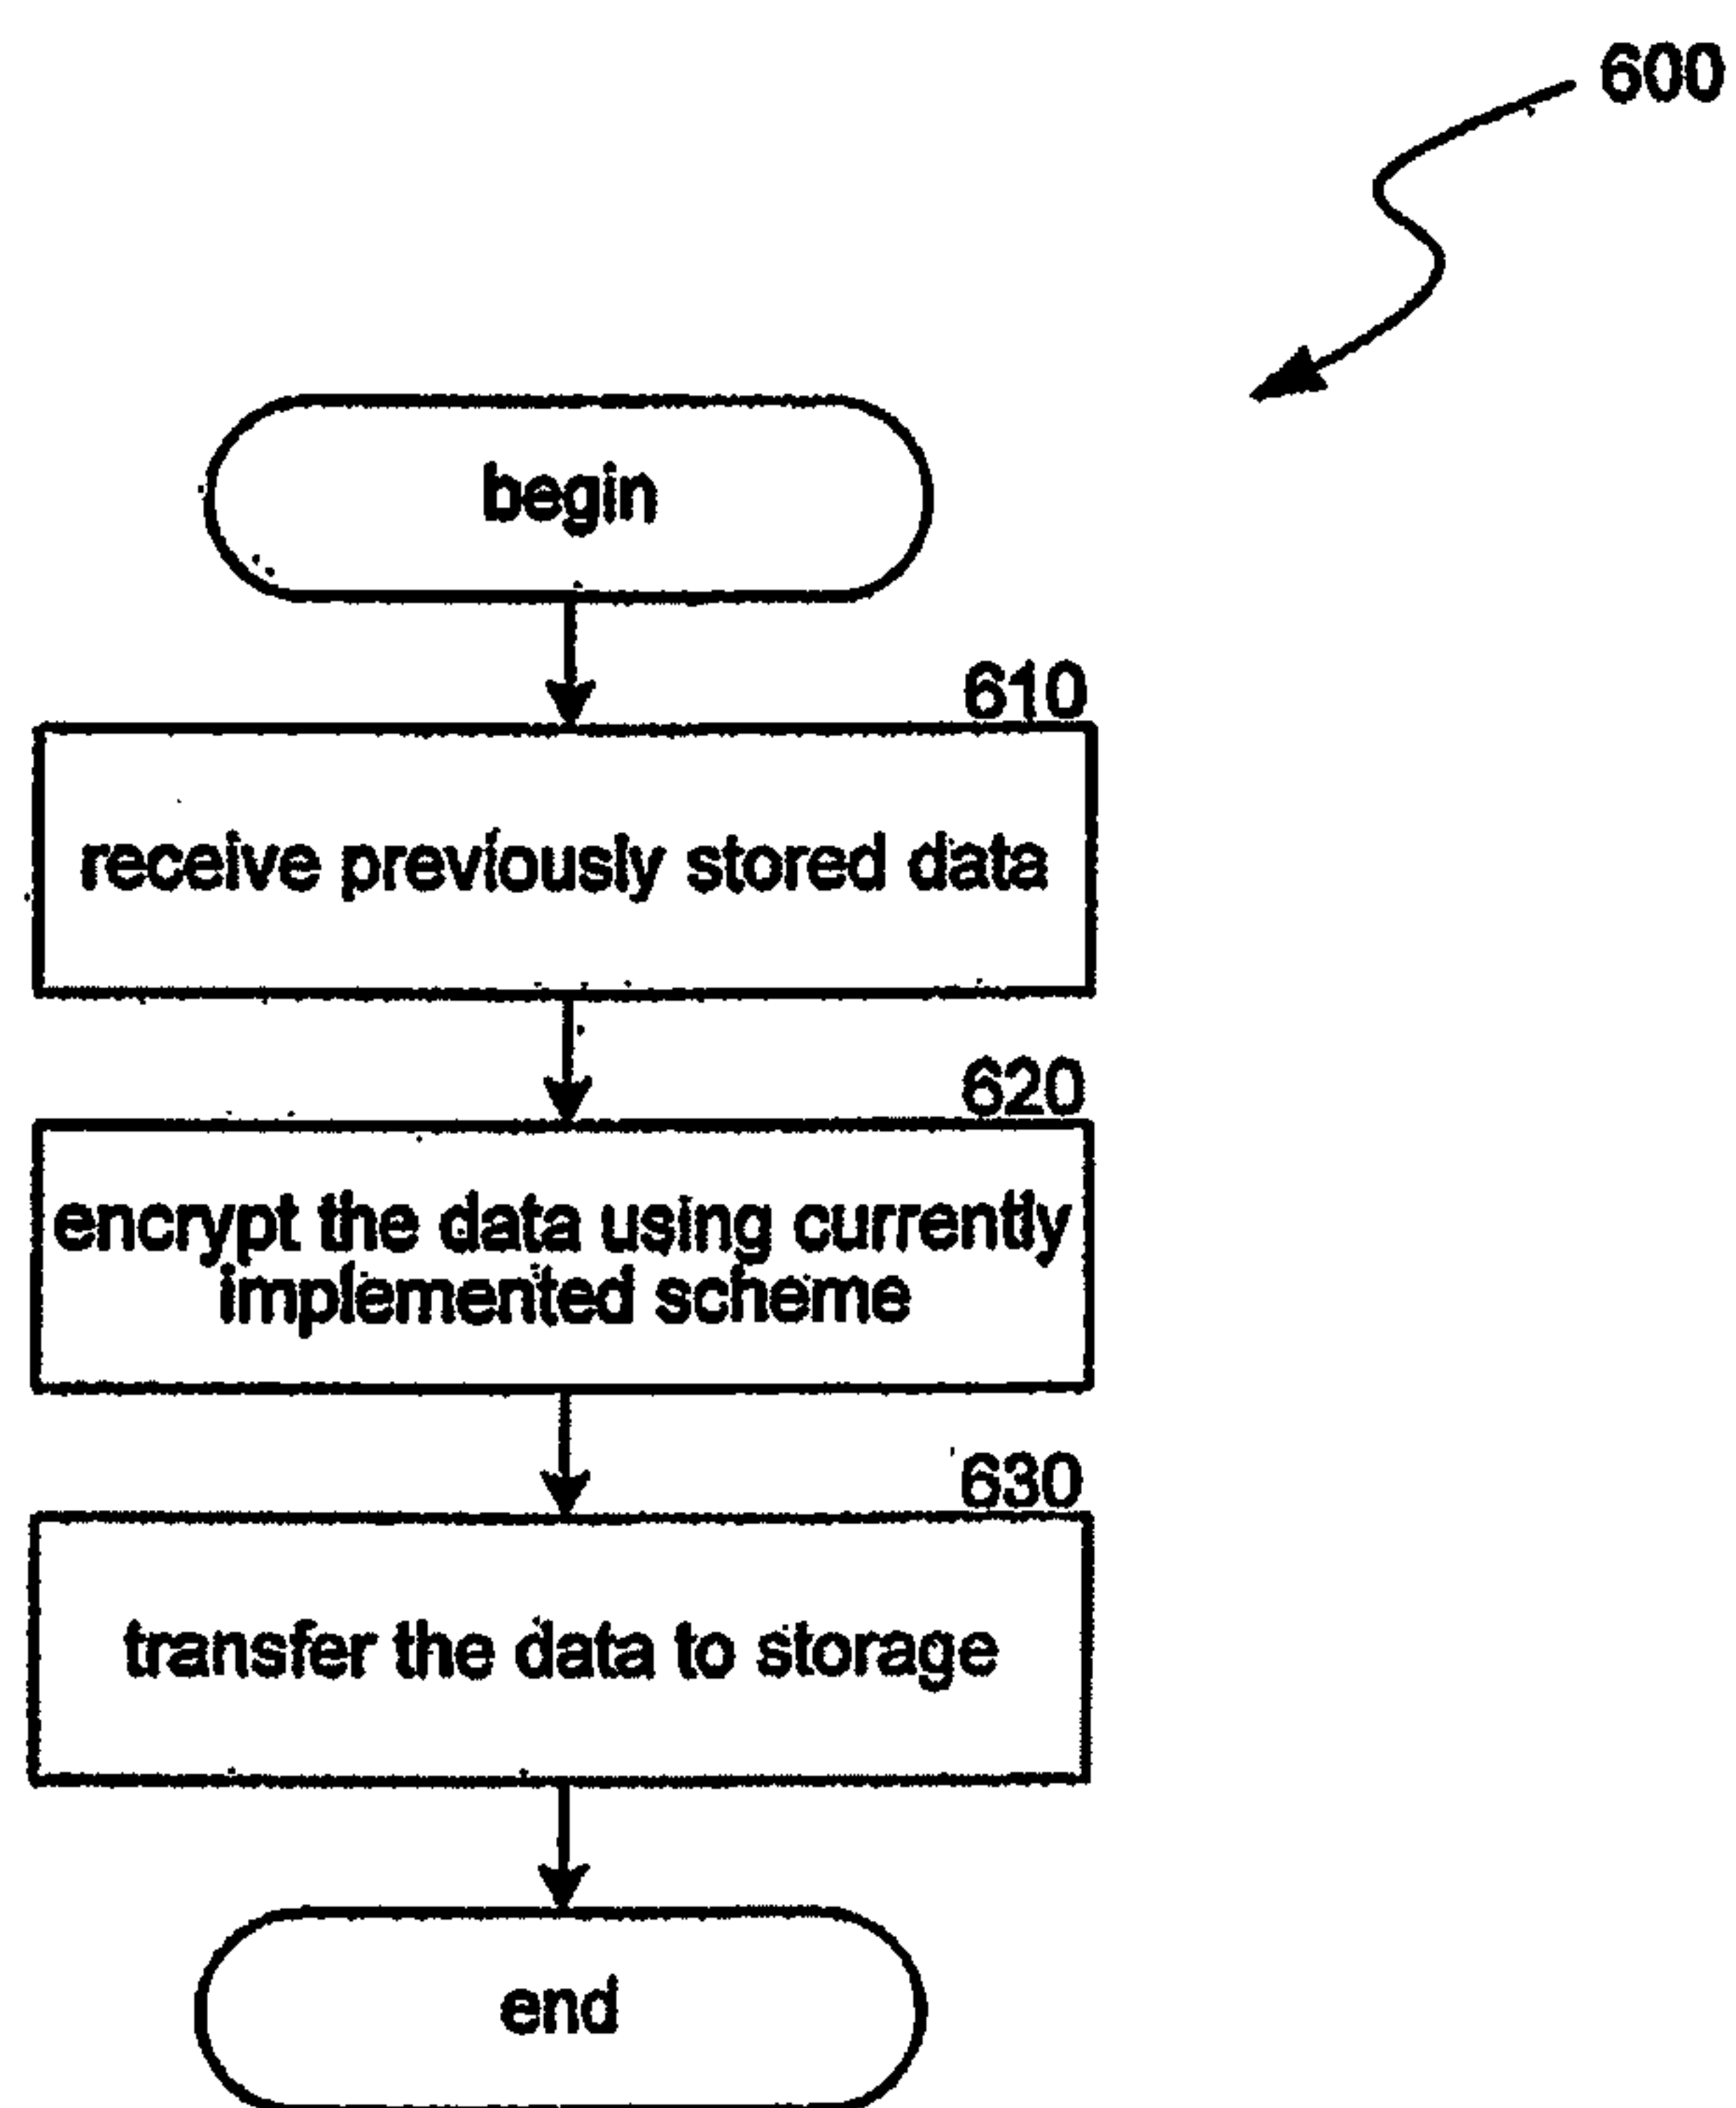 600
begin
610
receive previously stored data
620
encrypt the data using currently
implemented scheme
630
transfer the data to storage
end